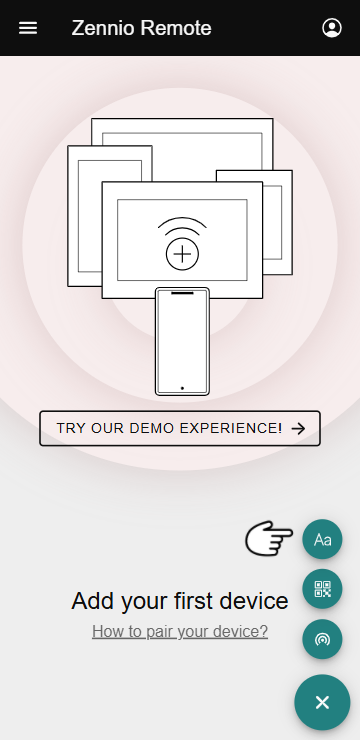 Zennio Remote
TRY OUR DEMO EXPERIENCE!
Aa
Add your first device
How to pair your device?